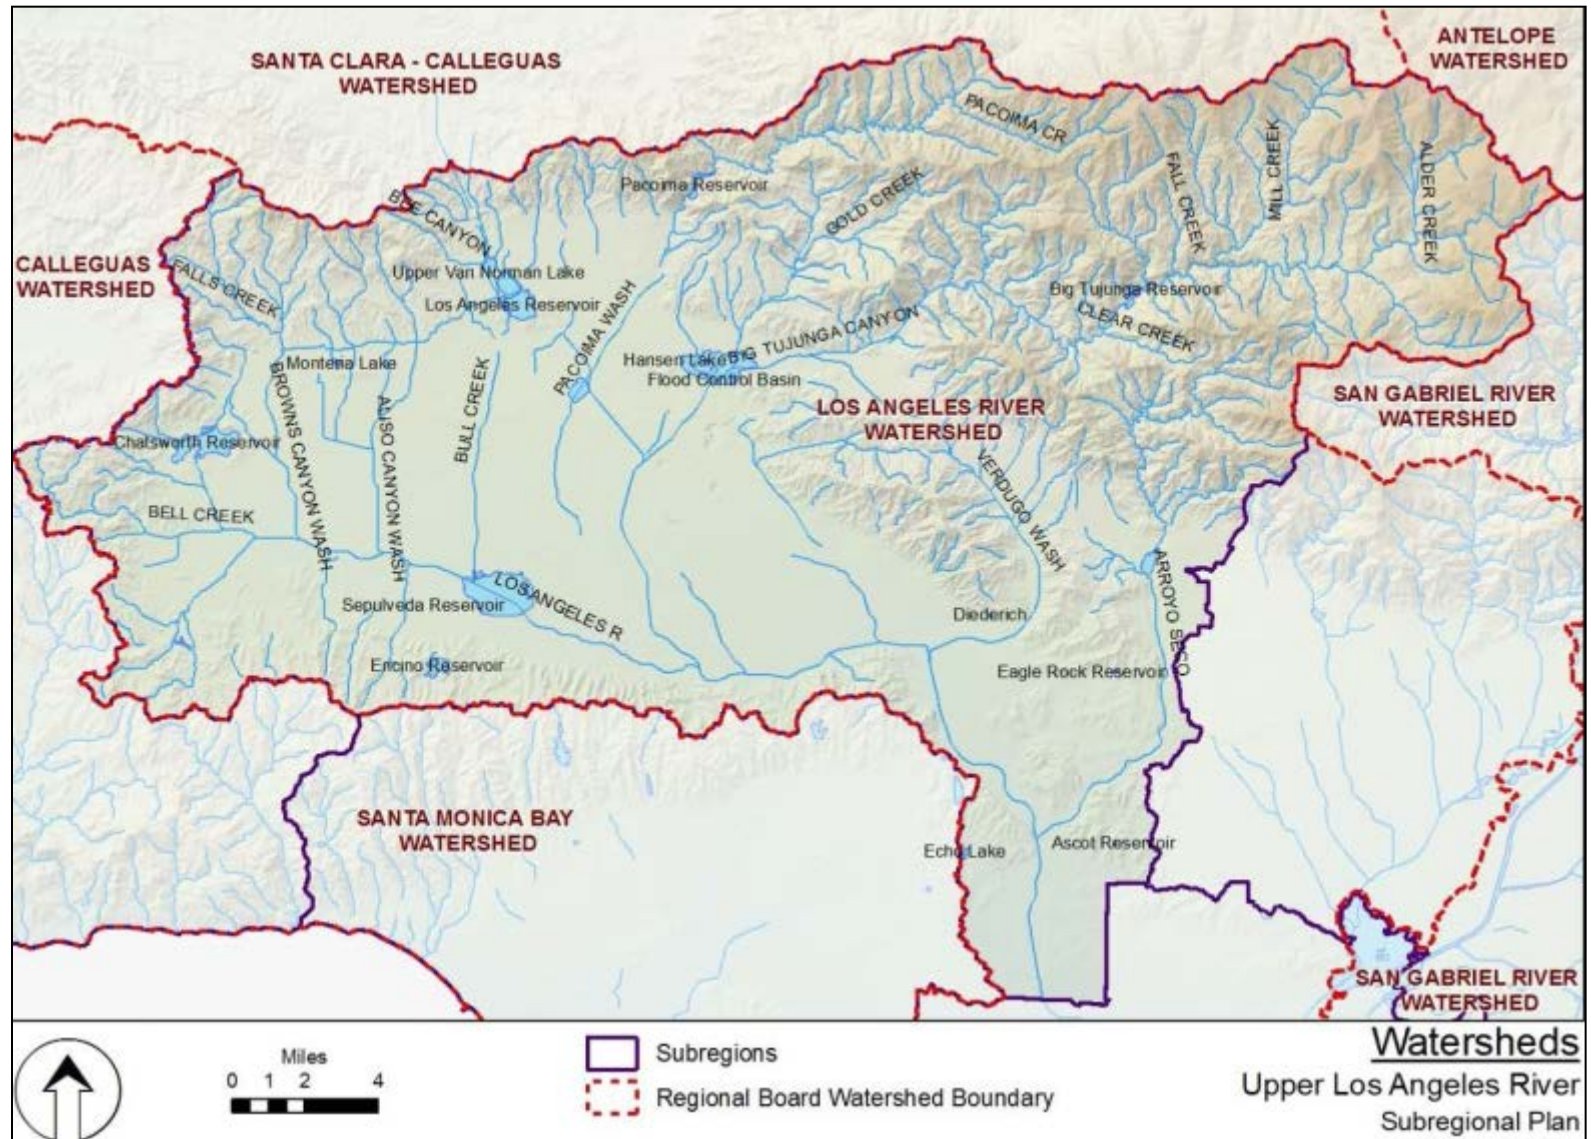 SANTA CLARA - CALLEGUAS
WATERSHED
ANTELOPE
WATERSHED
PACOIMA CR
FALL CREEK
MILL CREEK
ALDER CREEK
Pacoima Reservoir
GOLD CREEK
BEE CANYON
CALLEGUAS
WATERSHED
FALLS CREEK
Upper Van Norman Lake
Los Angeles Reservoir
PACOIMA WASH
Big Tujunga Reservoir
CLEAR CREEK
BIG TUJUNGA CANYON
Hansen Lake
Flood Control Basin
Montena Lake
BROWNS CANYON WASH
ALISO CANYON WASH
BULL CREEK
LOS ANGELES RIVER
WATERSHED
SAN GABRIEL RIVER
WATERSHED
Chatsworth Reservoir
VERDUGO WASH
BELL CREEK
ARROYO SECO
LOS ANGELES R
Sepulveda Reservoir
Diederich
Encino Reservoir
Eagle Rock Reservoir
SANTA MONICA BAY
WATERSHED
Echo Lake
Ascot Reservoir
SAN GABRIEL RIVER
WATERSHED
Miles
0 1 2 4
Subregions
Regional Board Watershed Boundary
Watersheds
Upper Los Angeles River
Subregional Plan